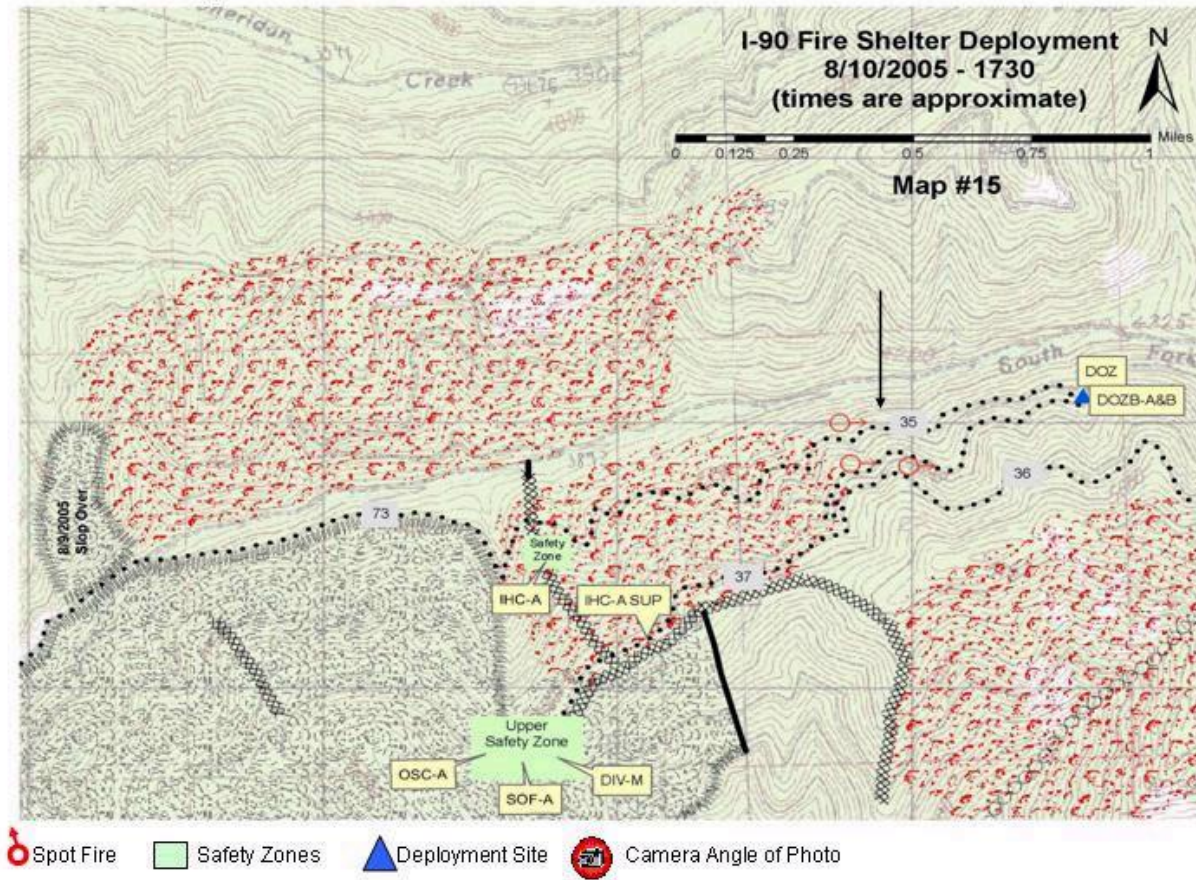 I-90 Fire Shelter Deployment
8/10/2005 - 1730
(times are approximate)
N
Miles
0 0.125 0.25 0.5 0.75 1
Map #15
Creek
South Fork
DOZ
DOZB-A&B
35
36
73
37
8/9/2005
Slop Over
Safety
Zone
IHC-A
IHC-A SUP
Upper
Safety Zone
OSC-A
SOF-A
DIV-M
Spot Fire
Safety Zones
Deployment Site
Camera Angle of Photo